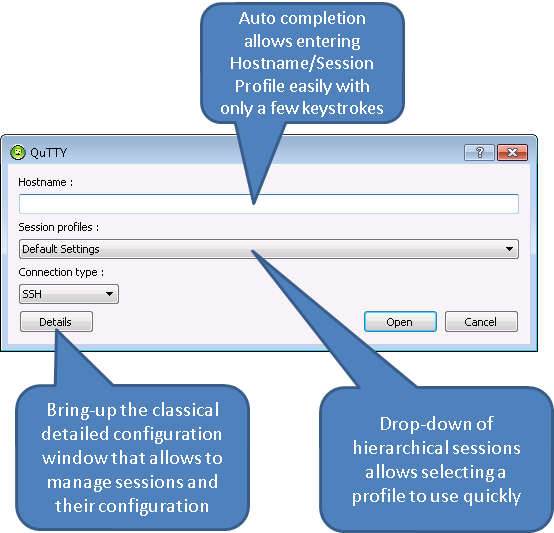 Auto completion
allows entering
Hostname/Session
Profile easily with
only a few keystrokes
QuTTY
?
Hostname :
Session profiles :
Default Settings
Connection type :
SSH
Details
Open
Cancel
Bring-up the classical
detailed configuration
window that allows to
manage sessions and
their configuration
Drop-down of
hierarchical sessions
allows selecting a
profile to use quickly